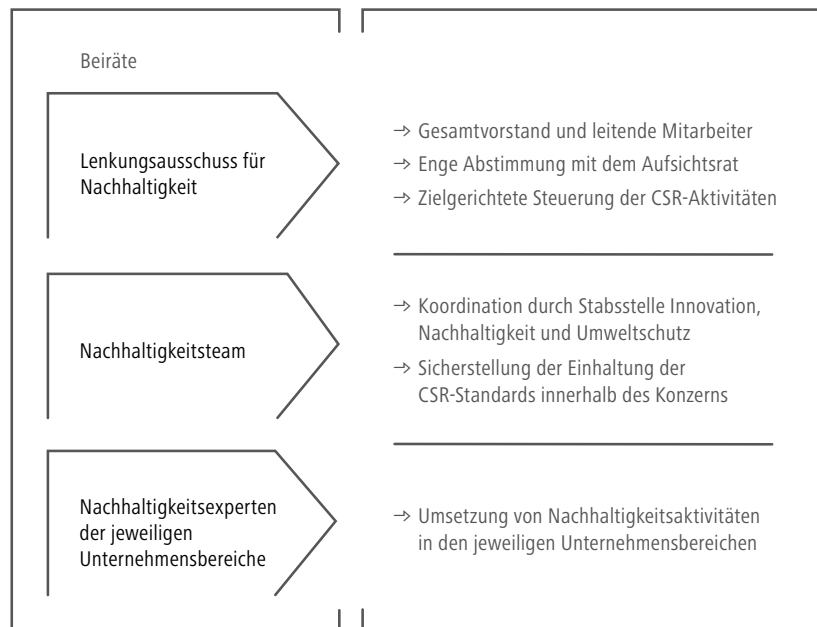 Beiräte
Lenkungsausschuss für
Nachhaltigkeit
→ Gesamtvorstand und leitende Mitarbeiter
→ Enge Abstimmung mit dem Aufsichtsrat
→ Zielgerichtete Steuerung der CSR-Aktivitäten
Nachhaltigkeitsteam
→ Koordination durch Stabsstelle Innovation,
Nachhaltigkeit und Umweltschutz
→ Sicherstellung der Einhaltung der
CSR-Standards innerhalb des Konzerns
Nachhaltigkeitsexperten
der jeweiligen
Unternehmensbereiche
→ Umsetzung von Nachhaltigkeitsaktivitäten
in den jeweiligen Unternehmensbereichen